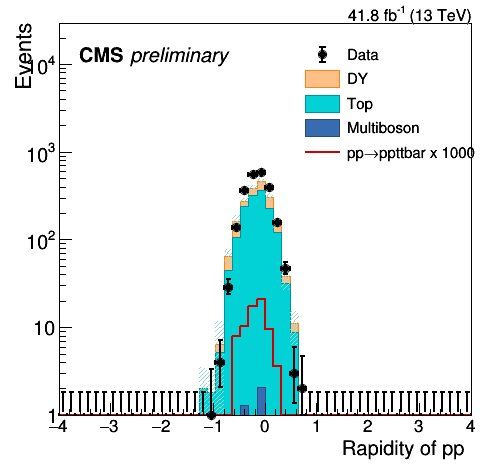 41.8 fb⁻¹ (13 TeV)
Events
CMS preliminary
Data
DY
Top
Multiboson
pp→ppttbar x 1000
10⁴
10³
10²
10
1
−4 −3 −2 −1 0 1 2 3 4
Rapidity of pp